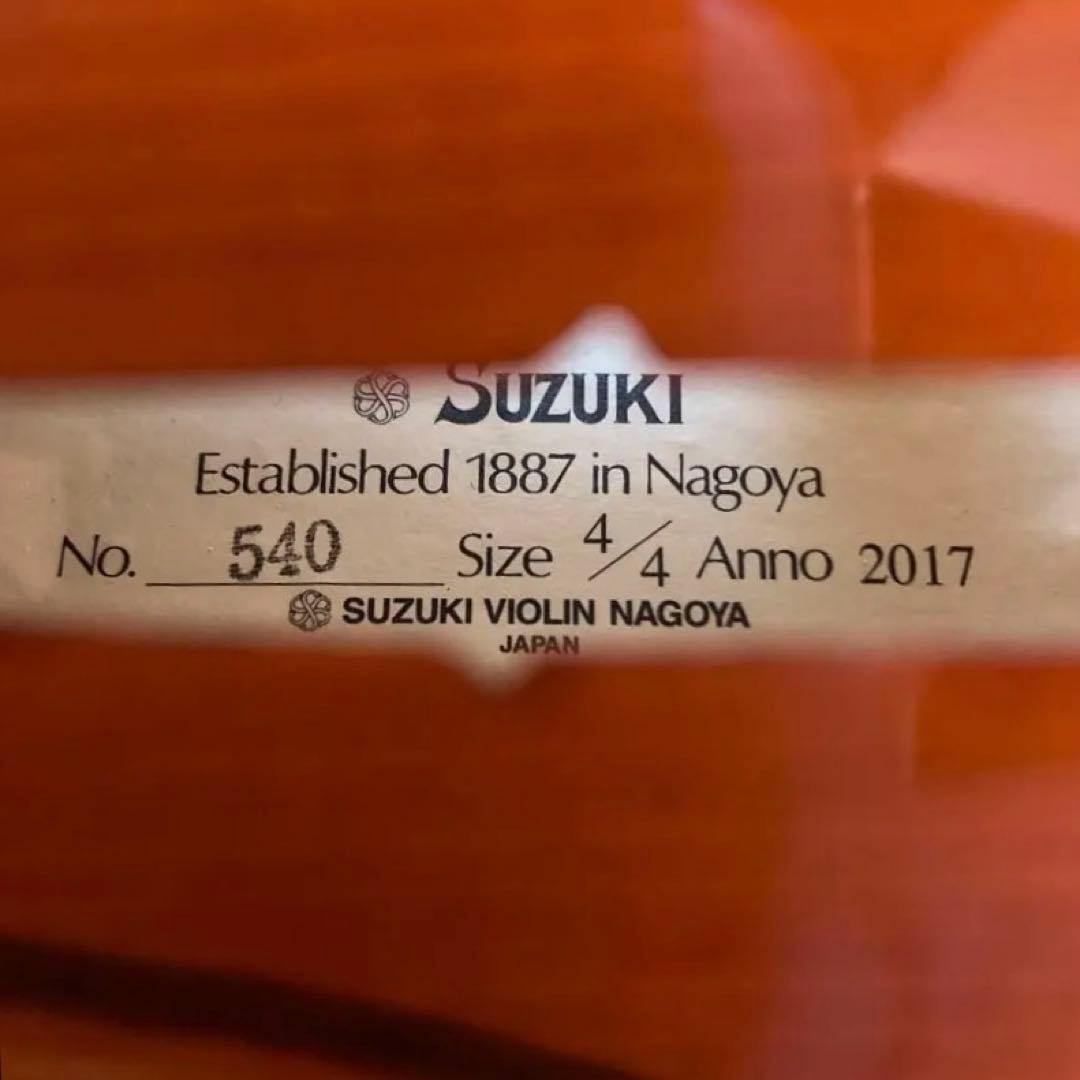 SUZUKI
Established 1887 in Nagoya
No. 540 Size 4/4 Anno 2017
SUZUKI VIOLIN NAGOYA
JAPAN